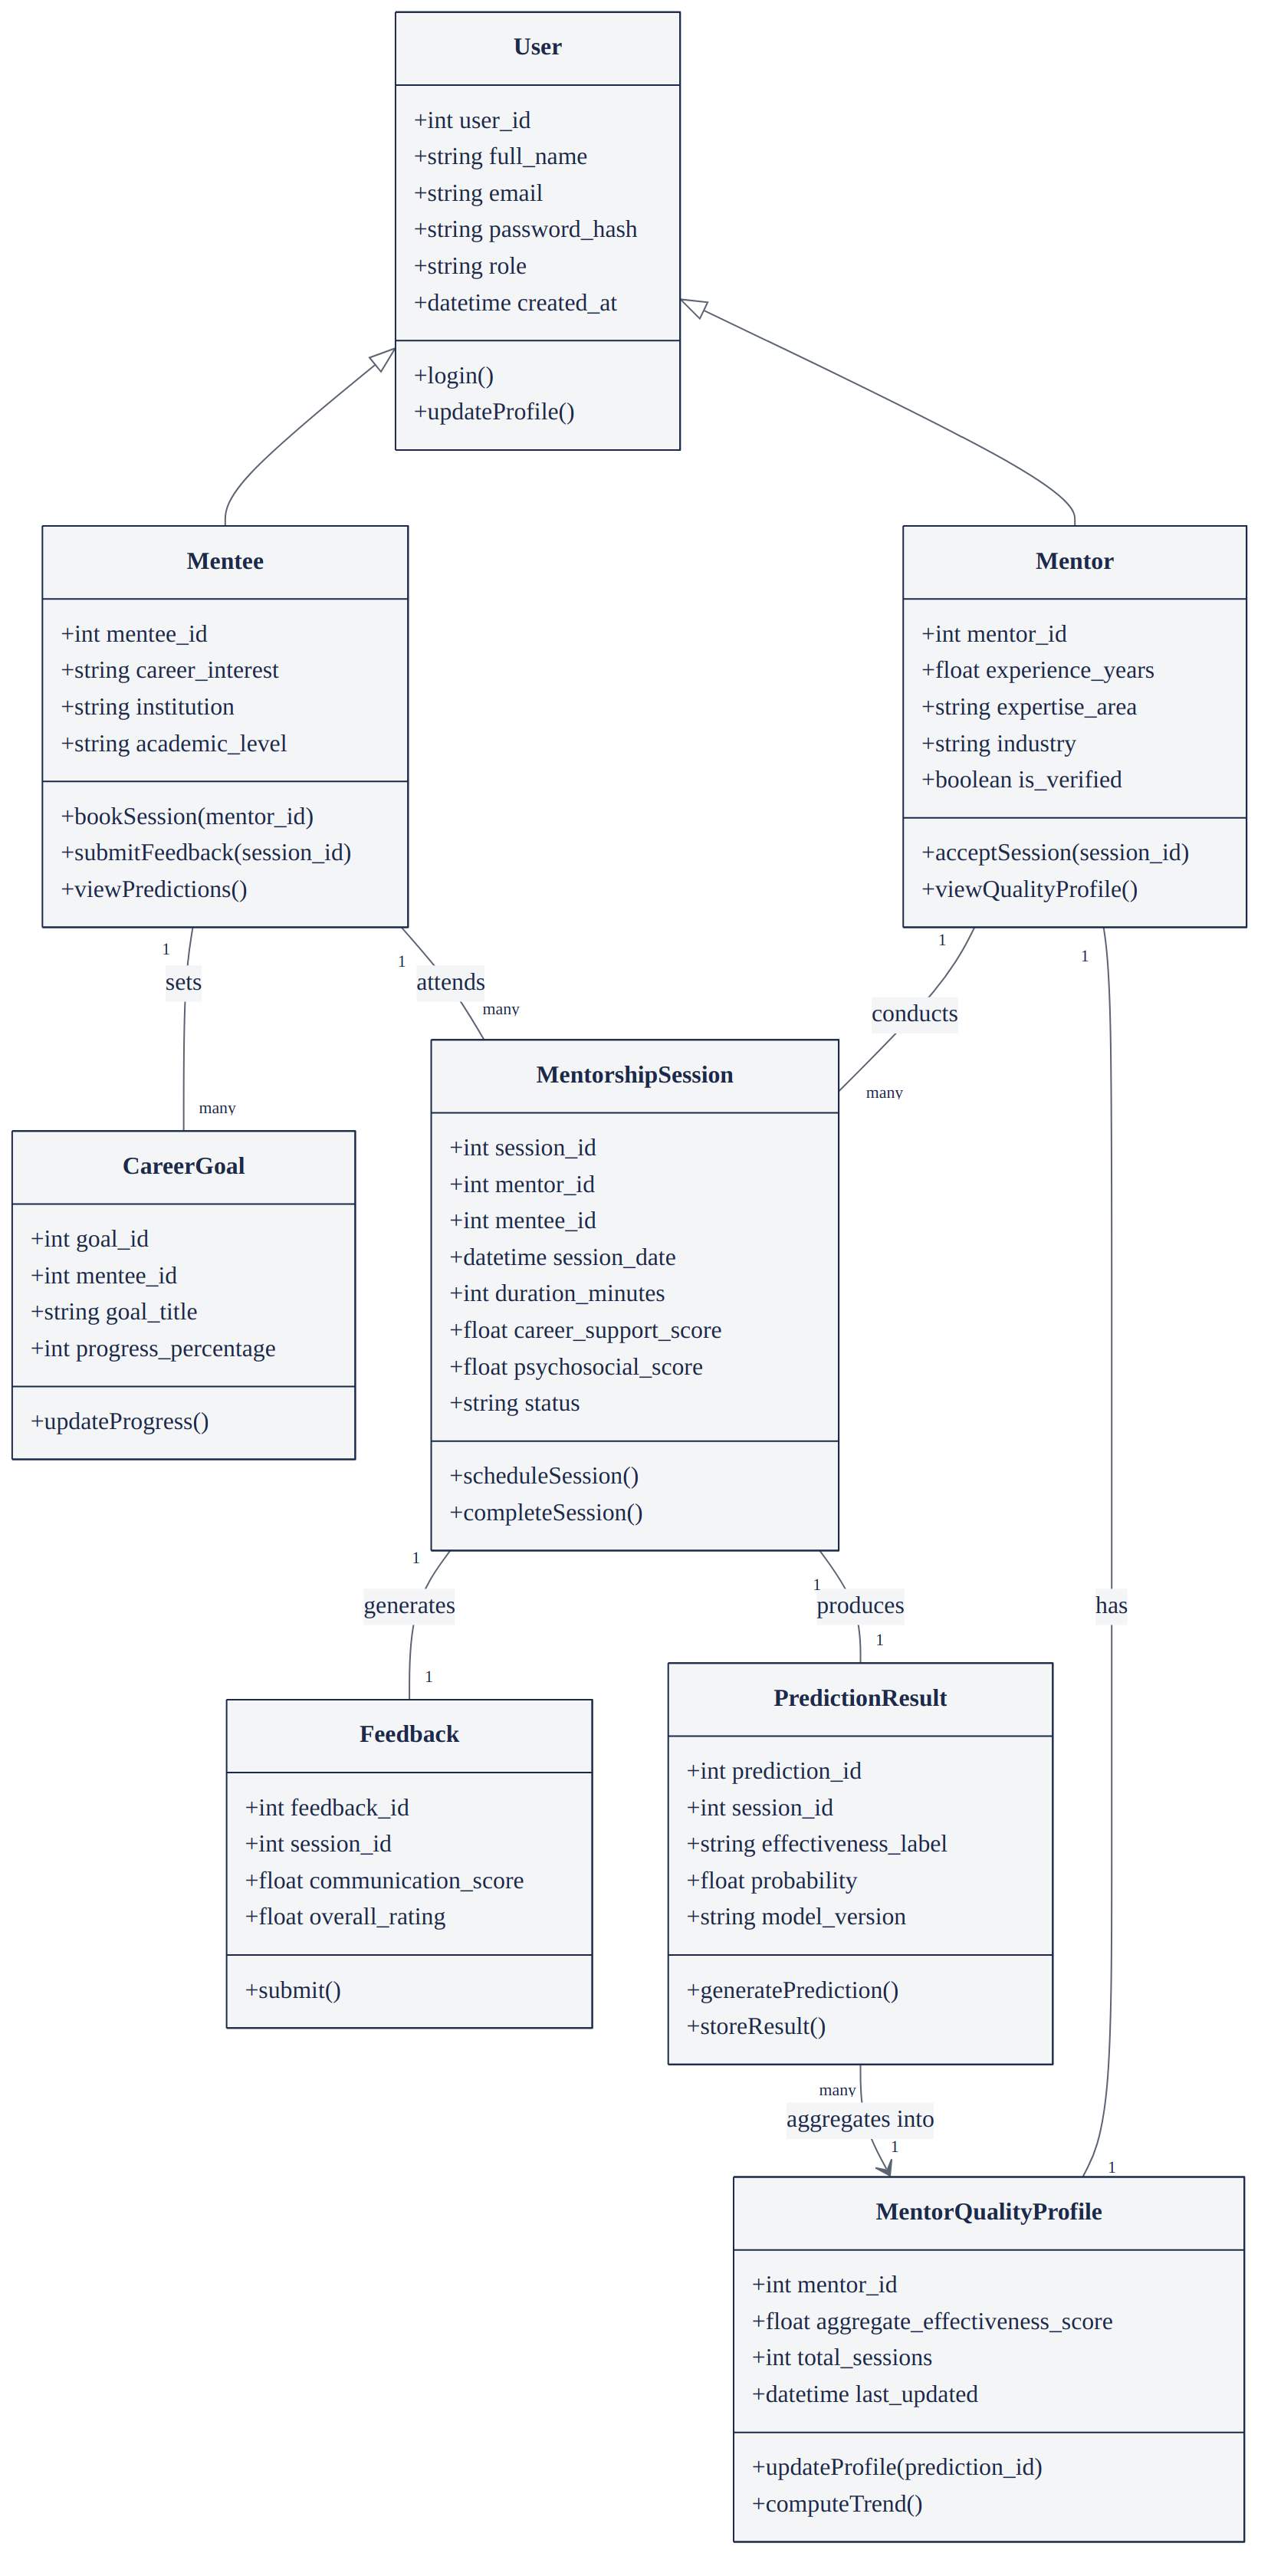 User
+int user_id
+string full_name
+string email
+string password_hash
+string role
+datetime created_at
+login()
+updateProfile()
Mentee
+int mentee_id
+string career_interest
+string institution
+string academic_level
+bookSession(mentor_id)
+submitFeedback(session_id)
+viewPredictions()
Mentor
+int mentor_id
+float experience_years
+string expertise_area
+string industry
+boolean is_verified
+acceptSession(session_id)
+viewQualityProfile()
1
sets
many
1
attends
many
1
conducts
many
1
has
1
CareerGoal
+int goal_id
+int mentee_id
+string goal_title
+int progress_percentage
+updateProgress()
MentorshipSession
+int session_id
+int mentor_id
+int mentee_id
+datetime session_date
+int duration_minutes
+float career_support_score
+float psychosocial_score
+string status
+scheduleSession()
+completeSession()
1
generates
1
1
produces
1
Feedback
+int feedback_id
+int session_id
+float communication_score
+float overall_rating
+submit()
PredictionResult
+int prediction_id
+int session_id
+string effectiveness_label
+float probability
+string model_version
+generatePrediction()
+storeResult()
many
aggregates into
1
MentorQualityProfile
+int mentor_id
+float aggregate_effectiveness_score
+int total_sessions
+datetime last_updated
+updateProfile(prediction_id)
+computeTrend()